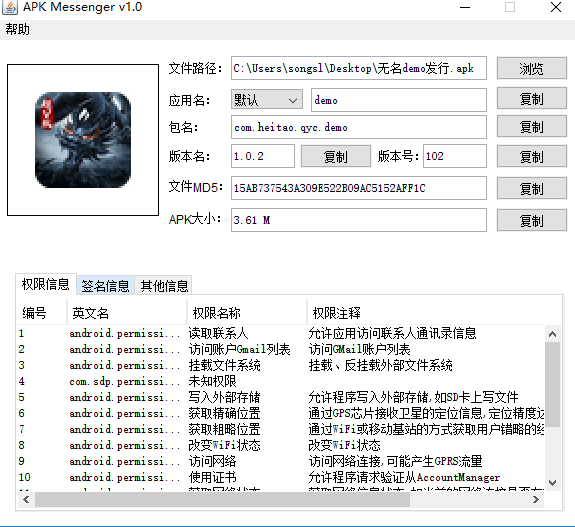 APK Messenger v1.0
帮助
文件路径: C:\Users\songsl\Desktop\无名demo发行.apk 浏览
应用名: 默认 demo 复制
包名: com.heitao.qyc.demo 复制
版本名: 1.0.2 复制 版本号: 102 复制
文件MD5: 15AB737543A309E522B09AC5152AFF1C 复制
APK大小: 3.61 M 复制
权限信息 签名信息 其他信息
编号 英文名 权限名称 权限注释
1 android.permissi... 读取联系人 允许应用访问联系人通讯录信息
2 android.permissi... 访问账户Gmail列表 访问GMail账户列表
3 android.permissi... 挂载文件系统 挂载、反挂载外部文件系统
4 com.sdp.permissi... 未知权限
5 android.permissi... 写入外部存储 允许程序写入外部存储,如SD卡上写文件
6 android.permissi... 获取精确位置 通过GPS芯片接收卫星的定位信息,定位精度达
7 android.permissi... 获取粗略位置 通过WiFi或移动基站的方式获取用户错略的经
8 android.permissi... 改变WiFi状态 改变WiFi状态
9 android.permissi... 访问网络 访问网络连接,可能产生GPRS流量
10 android.permissi... 使用证书 允许程序请求验证从AccountManager